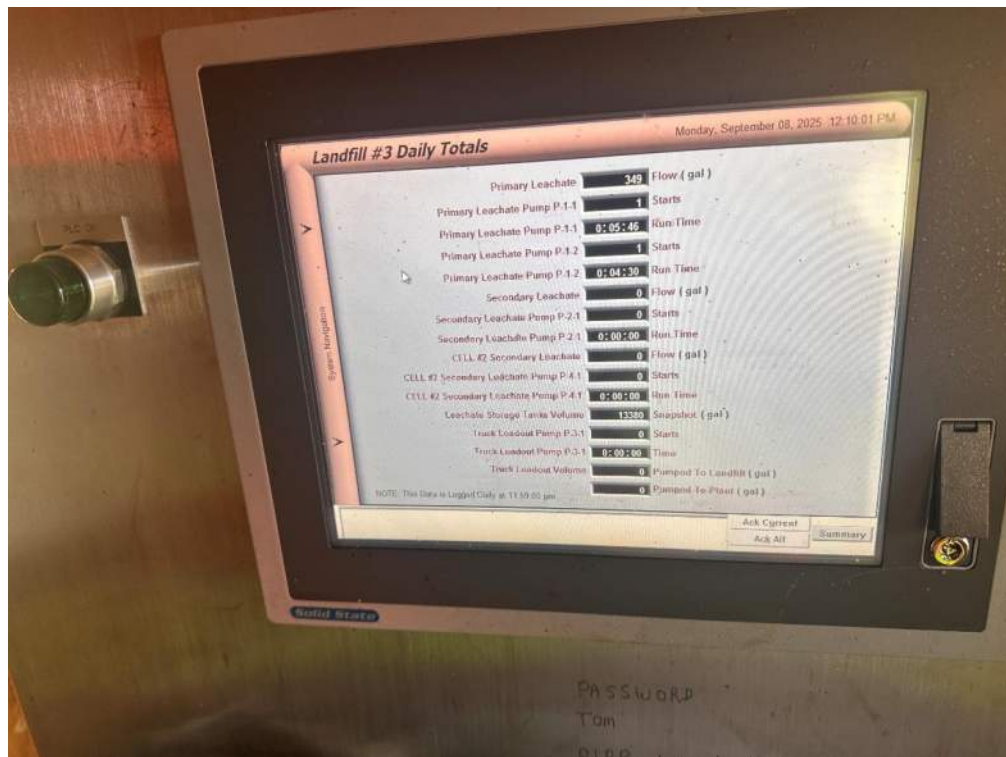 Landfill #3 Daily Totals
Monday, September 08, 2025 12:10:01 PM
Primary Leachate 349 Flow ( gal )
Primary Leachate Pump P-1-1 1 Starts
Primary Leachate Pump P-1-1 0:05:46 Run Time
Primary Leachate Pump P-1-2 1 Starts
Primary Leachate Pump P-1-2 0:04:30 Run Time
Secondary Leachate 0 Flow ( gal )
Secondary Leachate Pump P-2-1 0 Starts
Secondary Leachate Pump P-2-1 0:00:00 Run Time
CELL #2 Secondary Leachate 0 Flow ( gal )
CELL #2 Secondary Leachate Pump P-4-1 0 Starts
CELL #2 Secondary Leachate Pump P-4-1 0:00:00 Run Time
Leachate Storage Tanks Volume 13380 Snapshot ( gal )
Truck Loadout Pump P-3-1 0 Starts
Truck Loadout Pump P-3-1 0:00:00 Time
Truck Loadout Volume 0 Pumped To Landfill ( gal )
0 Pumped To Plant ( gal )
NOTE: This Data is Logged Daily at 11:59:00 pm
System Navigation
Ack Current
Ack All
Summary
Solid State
PASSWORD
Tom